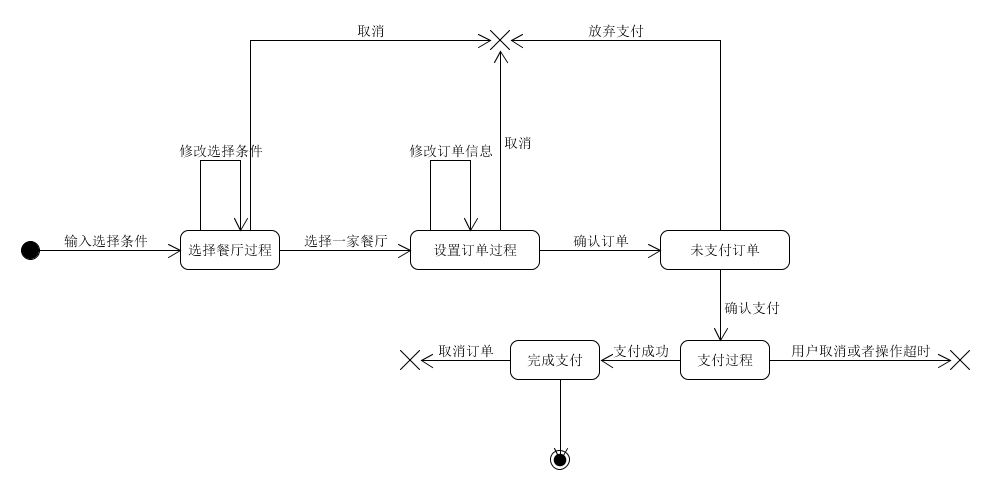 取消
放弃支付
取消
修改选择条件
修改订单信息
输入选择条件
选择餐厅过程
选择一家餐厅
设置订单过程
确认订单
未支付订单
确认支付
取消订单
完成支付
支付成功
支付过程
用户取消或者操作超时